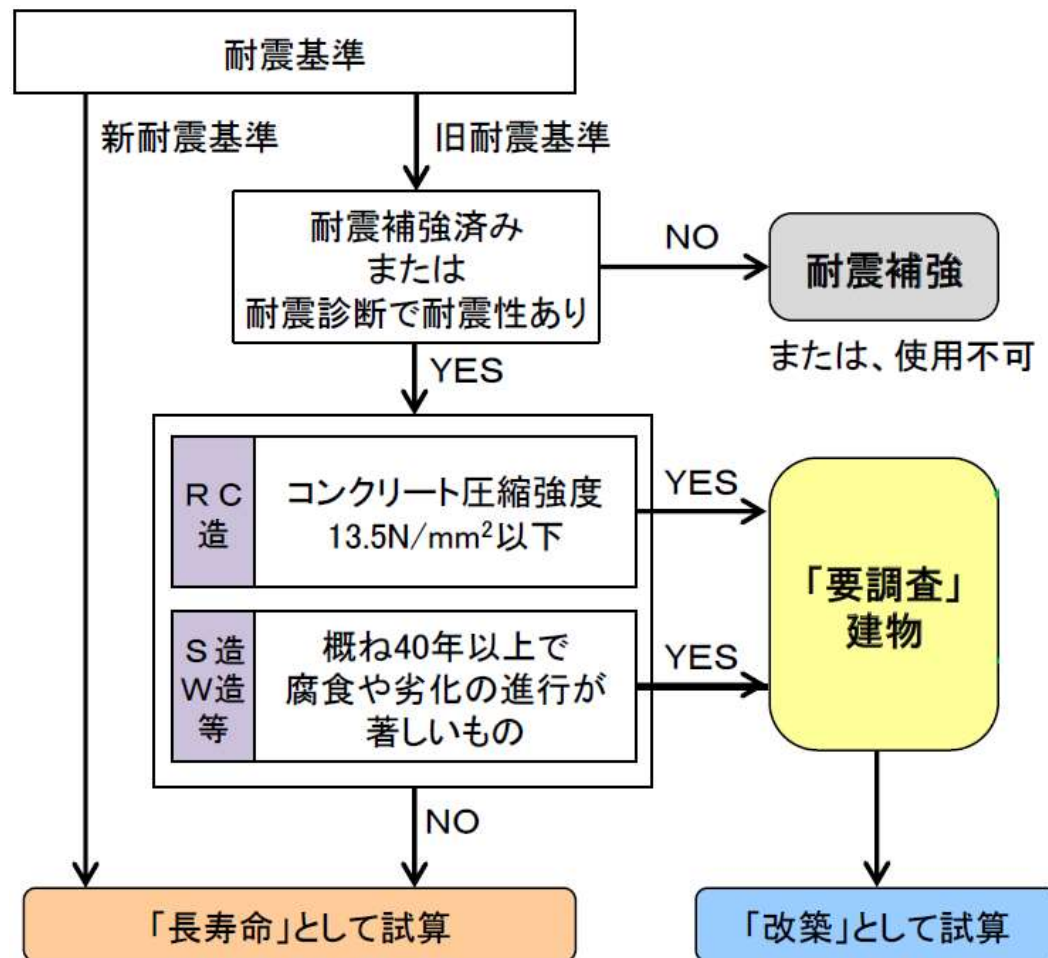 耐震基準
新耐震基準
旧耐震基準
耐震補強済み
または
耐震診断で耐震性あり
NO
耐震補強
または、使用不可
YES
ＲＣ
造
コンクリート圧縮強度
13.5N/mm²以下
YES
「要調査」
建物
Ｓ造
Ｗ造
等
概ね40年以上で
腐食や劣化の進行が
著しいもの
YES
NO
「長寿命」として試算
「改築」として試算